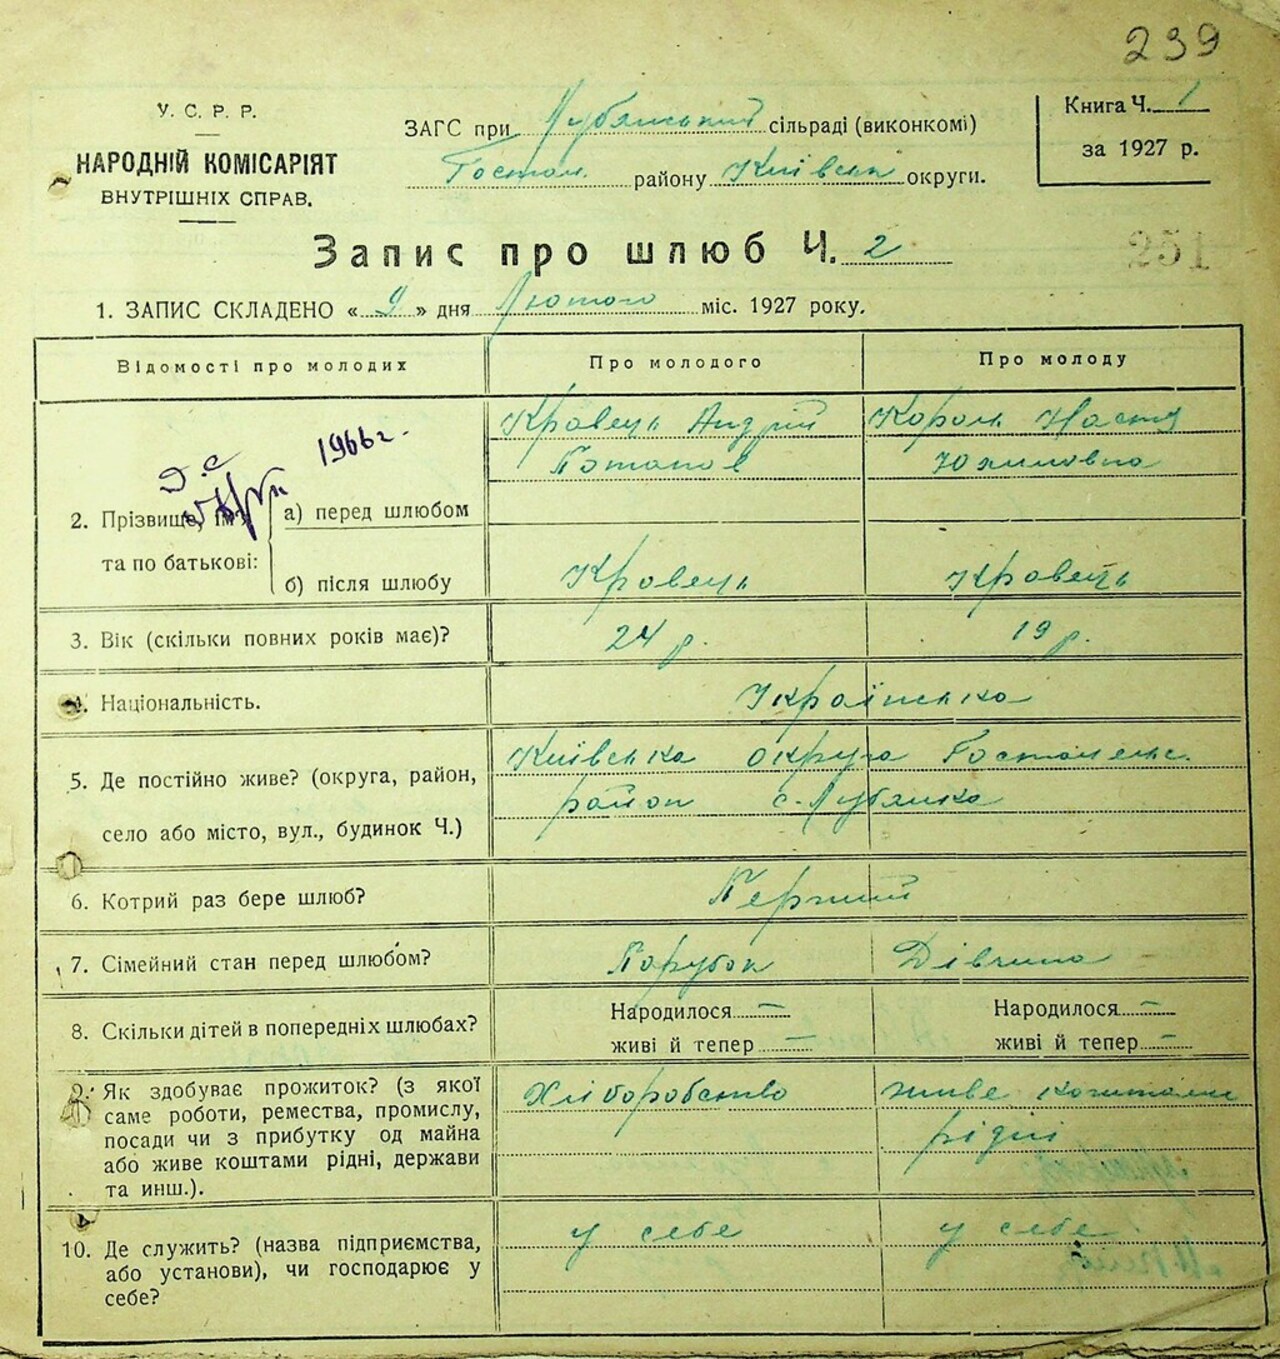 239
У. С. Р. Р.
НАРОДНІЙ КОМІСАРІЯТ
ВНУТРІШНІХ СПРАВ.
ЗАГС при Лубянський сільраді (виконкомі)
Гостом. району Київськ округи.
Книга Ч. 1
за 1927 р.
Запис про шлюб Ч. 2
251
1. ЗАПИС СКЛАДЕНО « 9 » дня Лютого міс. 1927 року.
Відомості про молодих
Про молодого
Про молоду
1966 г.
2. Прізвище, ім'я
та по батькові:
а) перед шлюбом
Кравець Андрій
Потапов
Король Настя
Юхимовна
б) після шлюбу
Кравець
Кравець
3. Вік (скільки повних років має)?
24 р.
19 р.
4. Національність.
Українська
5. Де постійно живе? (округа, район,
село або місто, вул., будинок Ч.)
Київська округа Гостомельс.
район с. Лубянка
6. Котрий раз бере шлюб?
Перший
7. Сімейний стан перед шлюбом?
Парубок
Дівчина
8. Скільки дітей в попередніх шлюбах?
Народилося —
живі й тепер —
Народилося —
живі й тепер —
9. Як здобуває прожиток? (з якої
саме роботи, ремества, промислу,
посади чи з прибутку од майна
або живе коштами рідні, держави
та инш.).
Хліборобство
живе коштами
рідні
10. Де служить? (назва підприємства,
або установи), чи господарює у
себе?
у себе
у себе